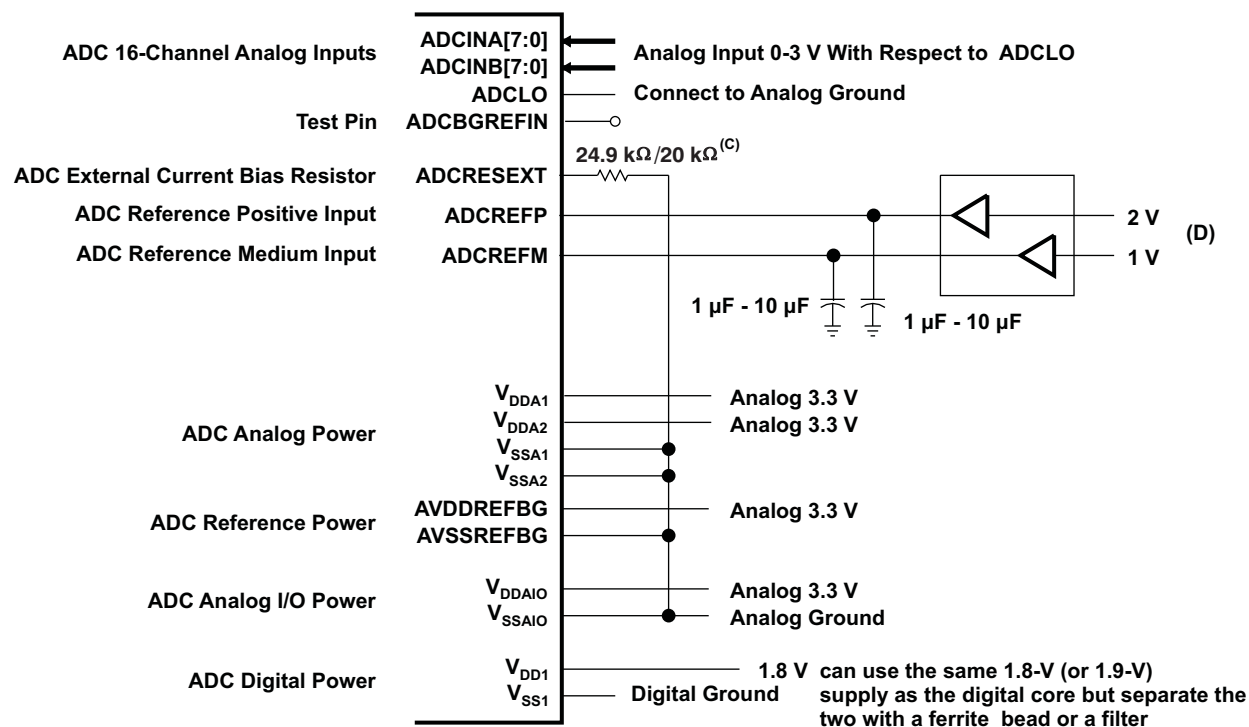 ADC 16-Channel Analog Inputs
ADCINA[7:0]
ADCINB[7:0]
Analog Input 0-3 V With Respect to ADCLO
ADCLO
Connect to Analog Ground
Test Pin
ADCBGREFIN
24.9 kΩ/20 kΩ(C)
ADC External Current Bias Resistor
ADCRESEXT
ADC Reference Positive Input
ADCREFP
2 V
(D)
ADC Reference Medium Input
ADCREFM
1 V
1 µF - 10 µF
1 µF - 10 µF
ADC Analog Power
VDDA1
Analog 3.3 V
VDDA2
Analog 3.3 V
VSSA1
VSSA2
ADC Reference Power
AVDDREFBG
Analog 3.3 V
AVSSREFBG
ADC Analog I/O Power
VDDAIO
Analog 3.3 V
VSSAIO
Analog Ground
ADC Digital Power
VDD1
1.8 V can use the same 1.8-V (or 1.9-V)
VSS1
Digital Ground
supply as the digital core but separate the
two with a ferrite bead or a filter